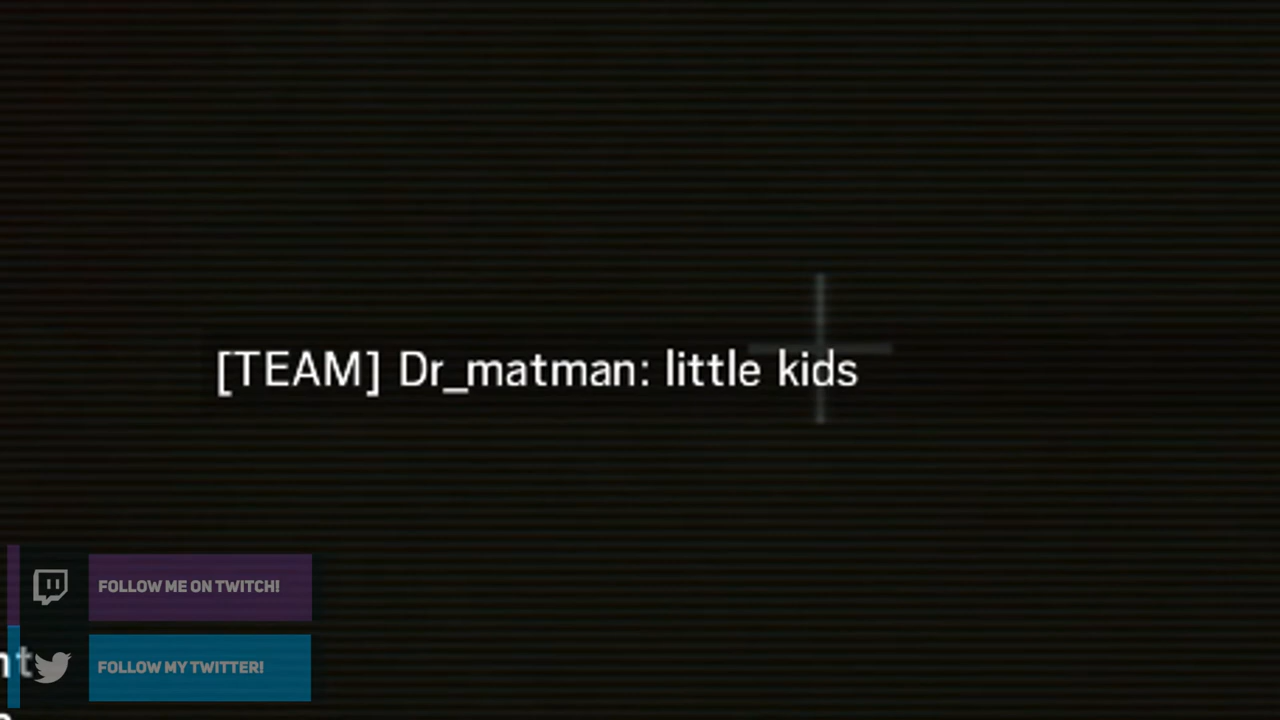 [TEAM] Dr_matman: little kids
FOLLOW ME ON TWITCH!
FOLLOW MY TWITTER!